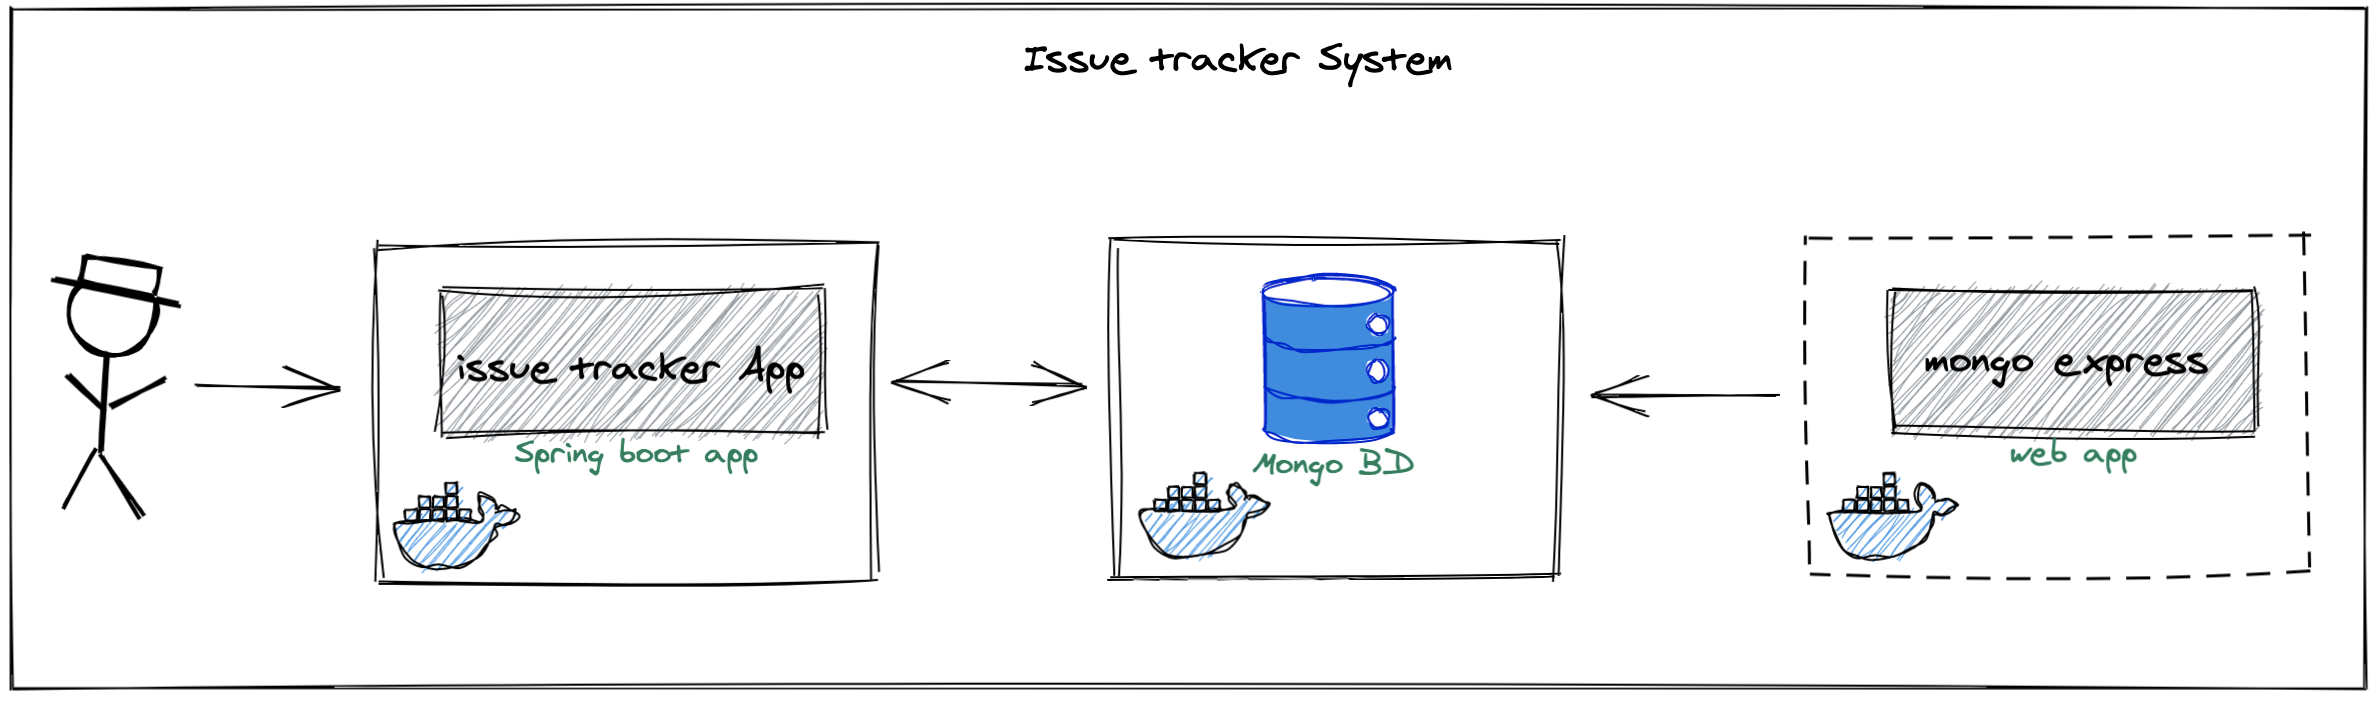 Issue tracker System
issue tracker App
Spring boot app
Mongo BD
mongo express
web app